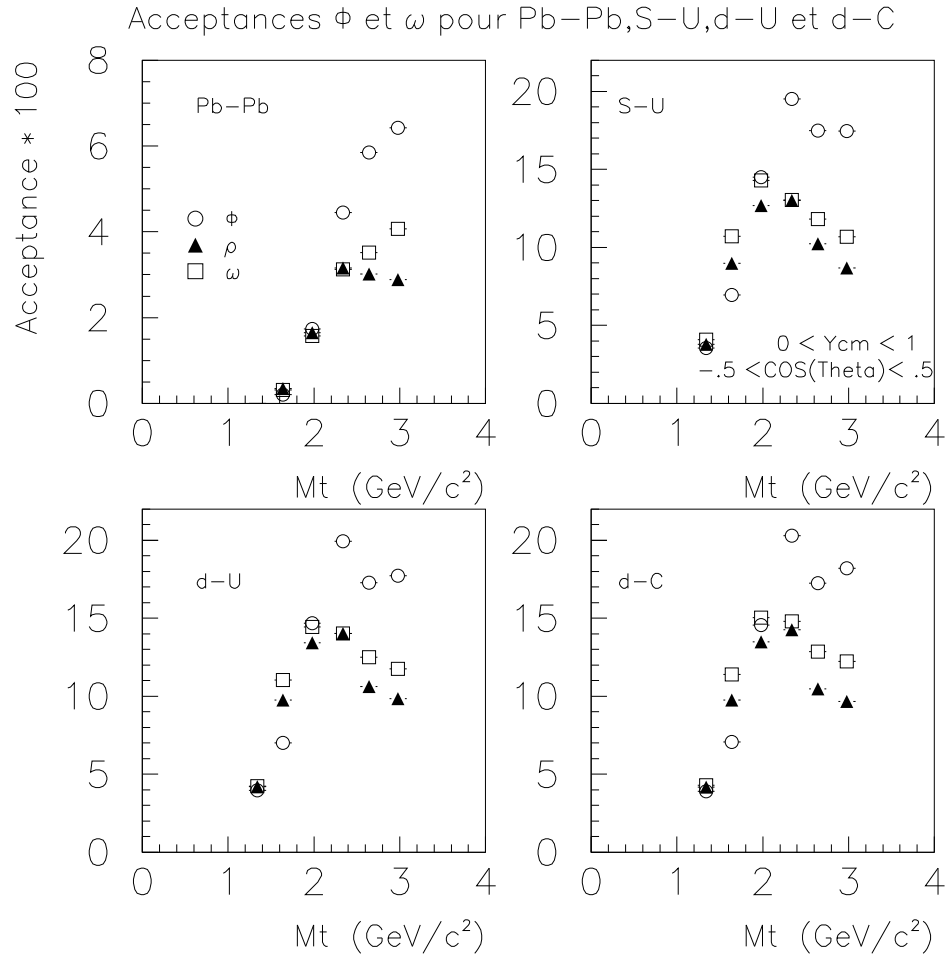 Acceptances Φ et ω pour Pb−Pb,S−U,d−U et d−C
Acceptance * 100
8
6
4
2
0
Pb−Pb
Φ
ρ
ω
0 1 2 3 4
Mt (GeV/c²)
20
15
10
5
0
S−U
0 < Ycm < 1
−.5 <COS(Theta)< .5
0 1 2 3 4
Mt (GeV/c²)
20
15
10
5
0
d−U
0 1 2 3 4
Mt (GeV/c²)
20
15
10
5
0
d−C
0 1 2 3 4
Mt (GeV/c²)